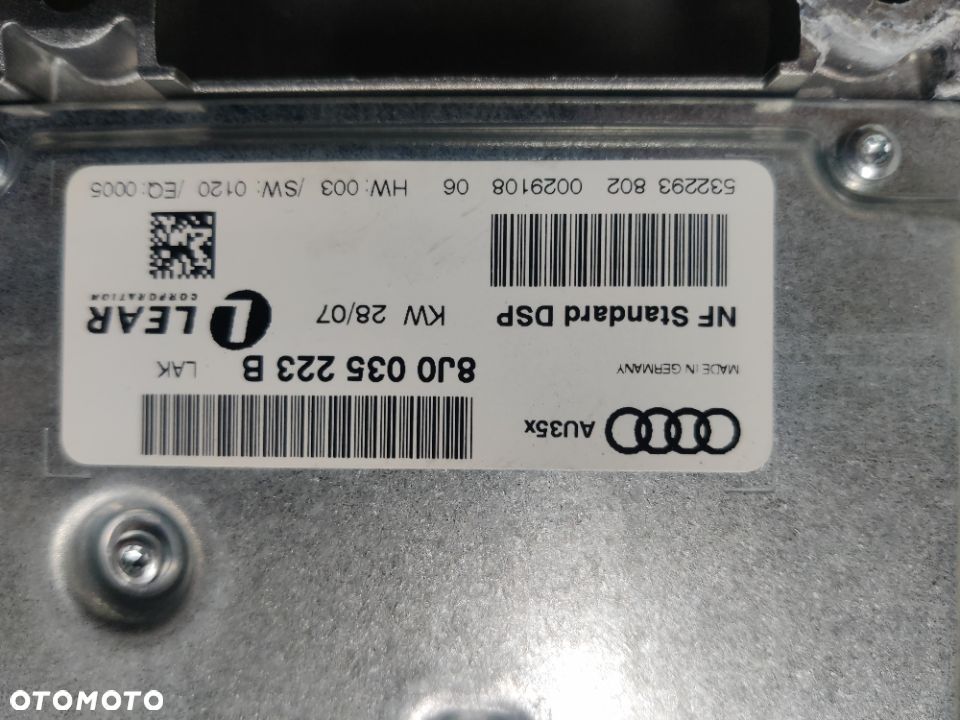 AU35x
8J0 035 223 B LAK
MADE IN GERMANY
LEAR
CORPORATION
NF Standard DSP KW 28/07
532293 802 0029108 06 HW: 003 /SW: 0120 /EQ: 0005
OTOMOTO